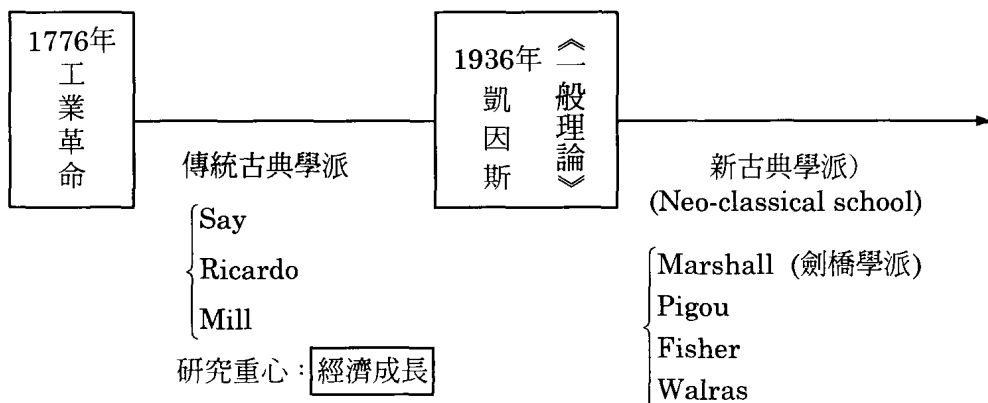 1776年
工業革命
1936年
凱因斯
《一般理論》
傳統古典學派
Say
Ricardo
Mill
研究重心：經濟成長
新古典學派）
(Neo-classical school)
Marshall (劍橋學派)
Pigou
Fisher
Walras